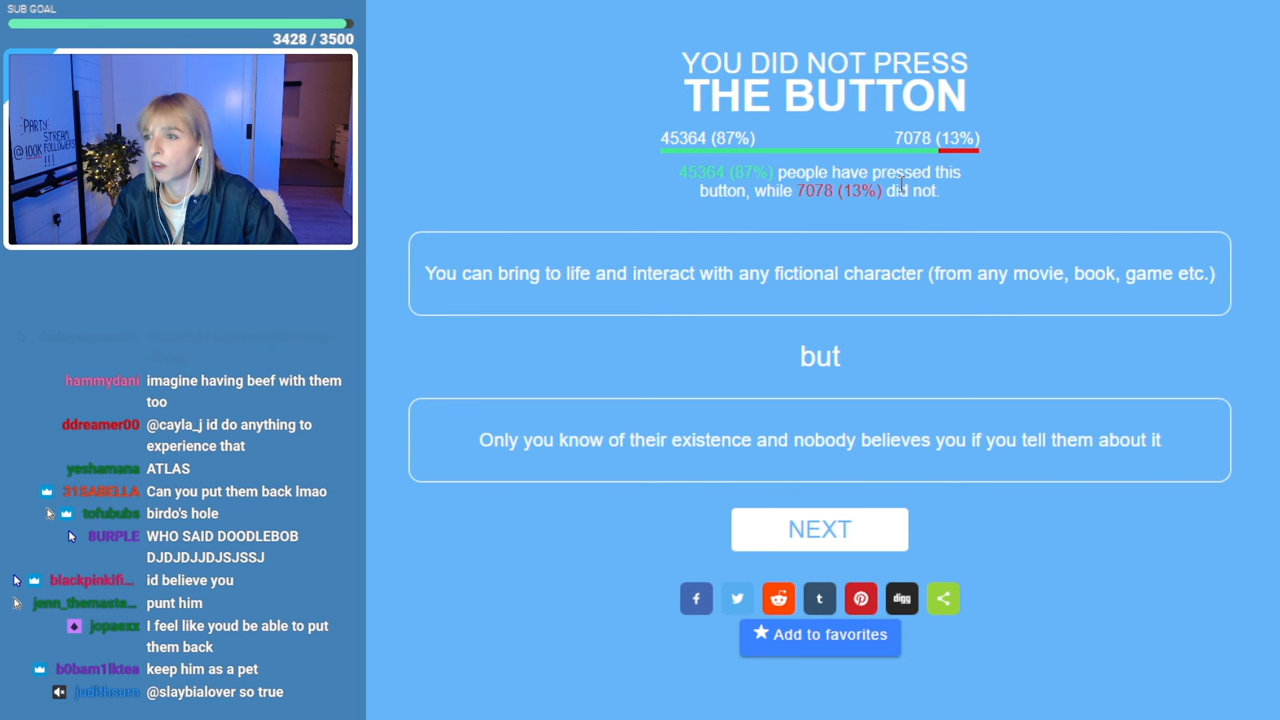 SUB GOAL
3428 / 3500
PARTY
STREAM
@100K FOLLOWERS
!!!
hammydani imagine having beef with them
too
ddreamer00 @cayla_j id do anything to
experience that
yeshamana ATLAS
31SABELLA Can you put them back lmao
tofububs birdo's hole
8URPLE WHO SAID DOODLEBOB
DJDJDJJDJSJSSJ
blackpinkifi... id believe you
jenn_themaste... punt him
jopaexx I feel like youd be able to put
them back
b0bam1lktea keep him as a pet
judithsurn @slaybialover so true
YOU DID NOT PRESS
THE BUTTON
45364 (87%) 7078 (13%)
45364 (87%) people have pressed this
button, while 7078 (13%) did not.
You can bring to life and interact with any fictional character (from any movie, book, game etc.)
but
Only you know of their existence and nobody believes you if you tell them about it
NEXT
digg
Add to favorites